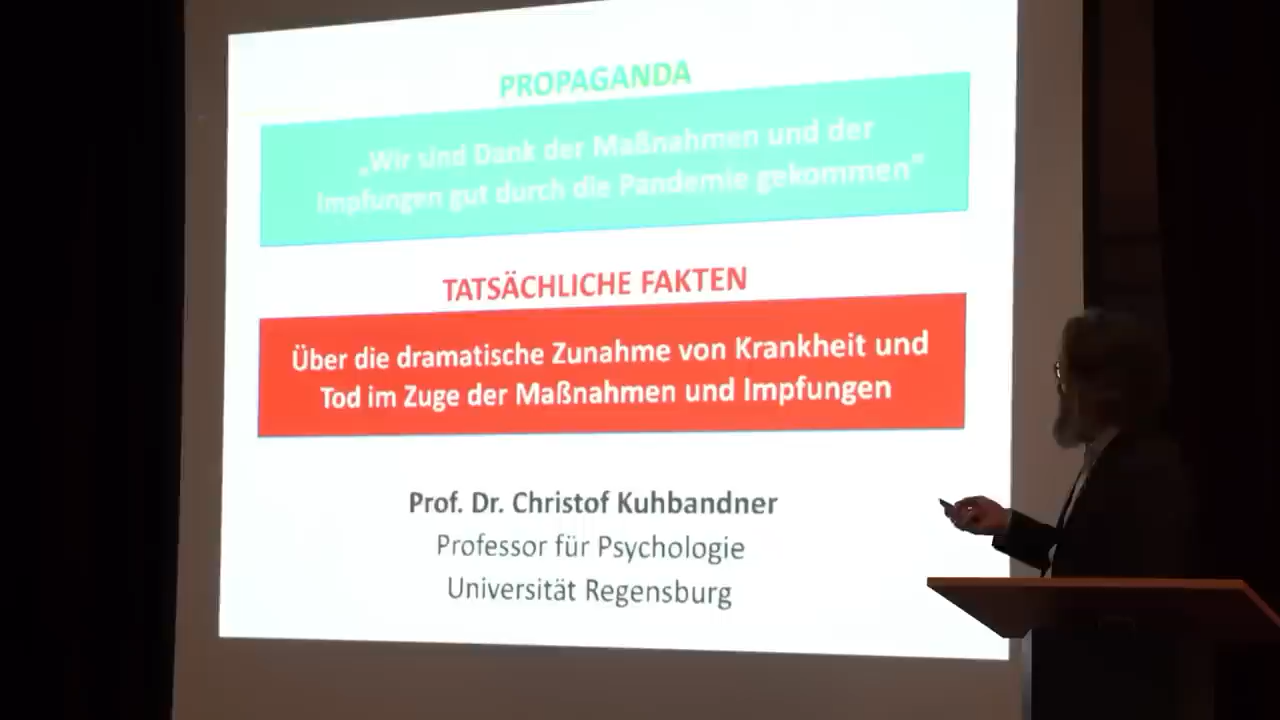 PROPAGANDA
„Wir sind Dank der Maßnahmen und der
Impfungen gut durch die Pandemie gekommen“
TATSÄCHLICHE FAKTEN
Über die dramatische Zunahme von Krankheit und
Tod im Zuge der Maßnahmen und Impfungen
Prof. Dr. Christof Kuhbandner
Professor für Psychologie
Universität Regensburg